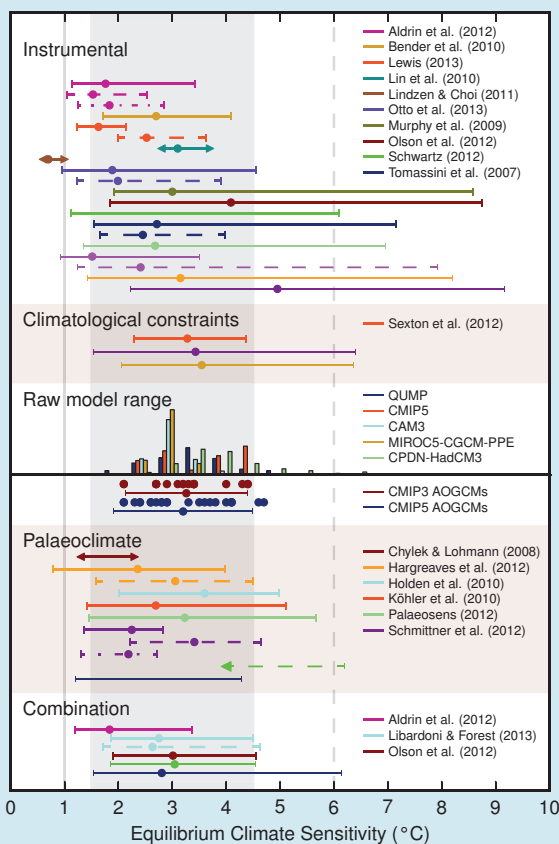 Instrumental
Aldrin et al. (2012)
Bender et al. (2010)
Lewis (2013)
Lin et al. (2010)
Lindzen & Choi (2011)
Otto et al. (2013)
Murphy et al. (2009)
Olson et al. (2012)
Schwartz (2012)
Tomassini et al. (2007)
Climatological constraints
Sexton et al. (2012)
Raw model range
QUMP
CMIP5
CAM3
MIROC5-CGCM-PPE
CPDN-HadCM3
CMIP3 AOGCMs
CMIP5 AOGCMs
Palaeoclimate
Chylek & Lohmann (2008)
Hargreaves et al. (2012)
Holden et al. (2010)
Köhler et al. (2010)
Palaeosens (2012)
Schmittner et al. (2012)
Combination
Aldrin et al. (2012)
Libardoni & Forest (2013)
Olson et al. (2012)
0 1 2 3 4 5 6 7 8 9 10
Equilibrium Climate Sensitivity (°C)